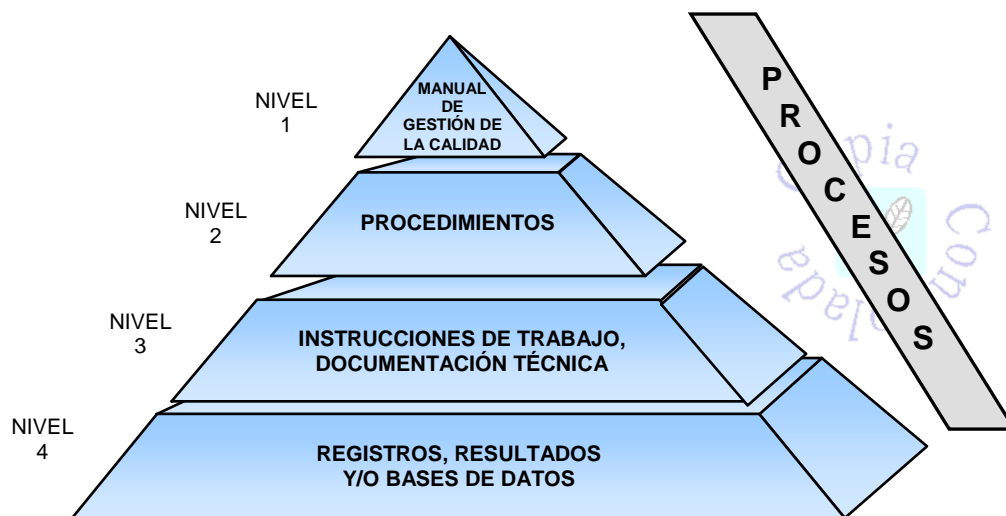 NIVEL
1
MANUAL
DE
GESTIÓN DE
LA CALIDAD
NIVEL
2
PROCEDIMIENTOS
NIVEL
3
INSTRUCCIONES DE TRABAJO,
DOCUMENTACIÓN TÉCNICA
NIVEL
4
REGISTROS, RESULTADOS
Y/O BASES DE DATOS
PROCESOS